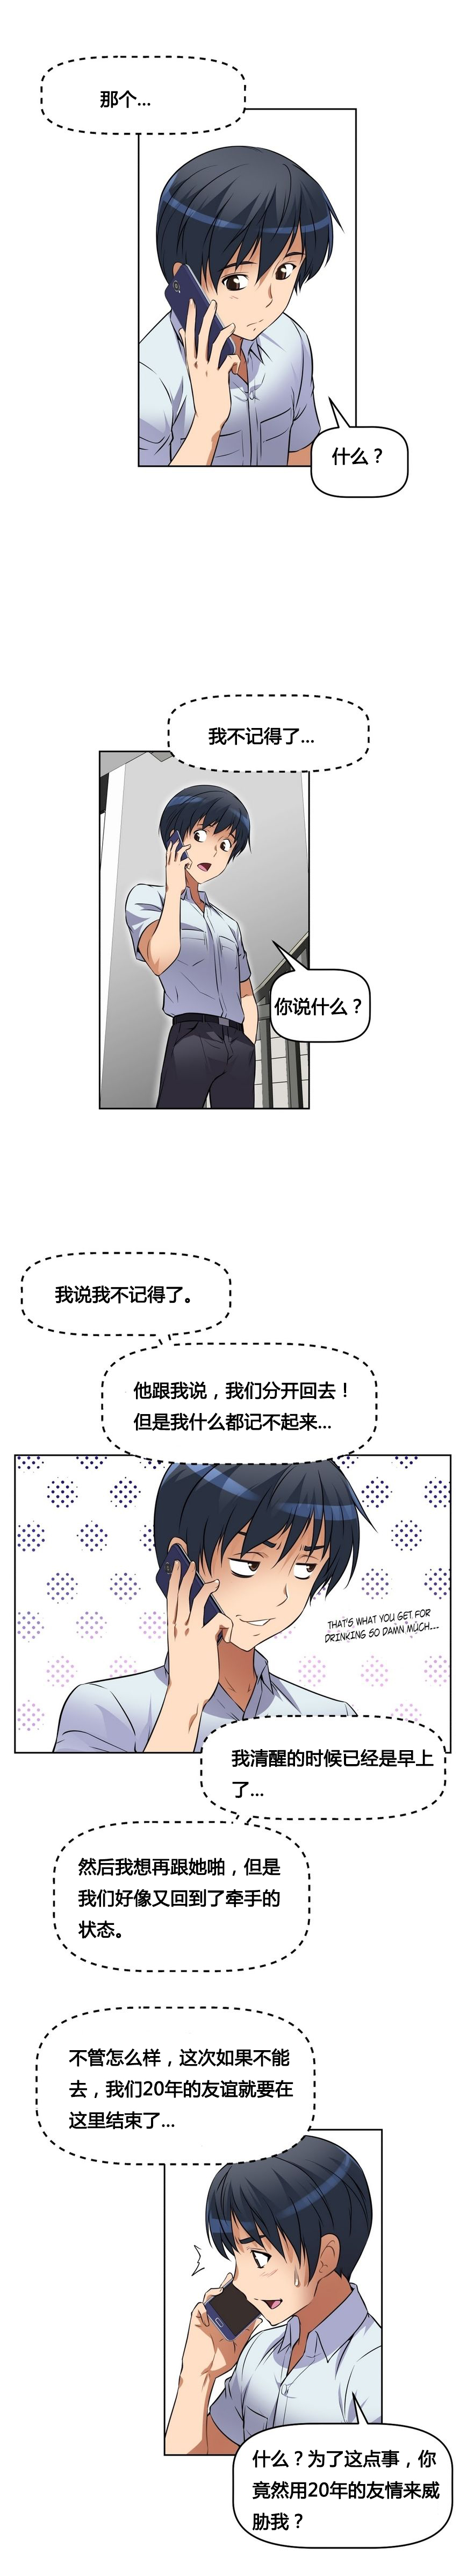 那个...
什么？
我不记得了...
你说什么？
我说我不记得了。
他跟我说，我们分开回去！
但是我什么都记不起来...
THAT'S WHAT YOU GET FOR
DRINKING SO DAMN MUCH...
我清醒的时候已经是早上
了...
然后我想再跟她啪，但是
我们好像又回到了牵手的
状态。
不管怎么样，这次如果不能
去，我们20年的友谊就要在
这里结束了...
什么？为了这点事，你
竟然用20年的友情来威
胁我？